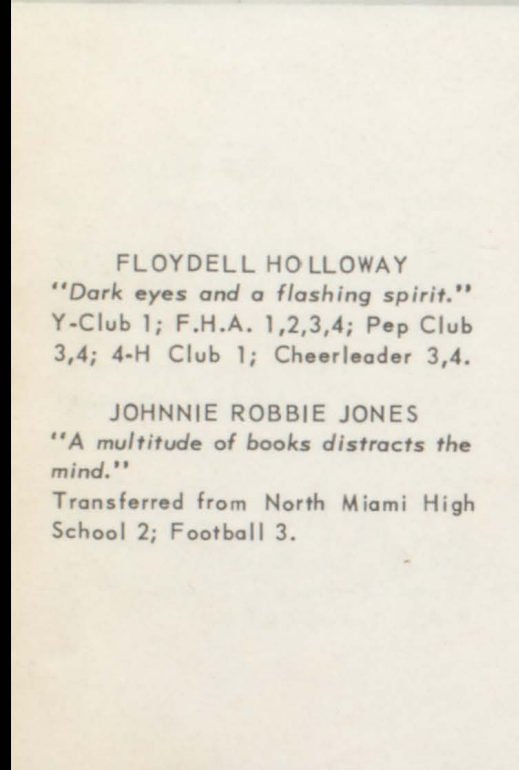 FLOYDELL HOLLOWAY
"Dark eyes and a flashing spirit."
Y-Club 1; F.H.A. 1,2,3,4; Pep Club
3,4; 4-H Club 1; Cheerleader 3,4.
JOHNNIE ROBBIE JONES
"A multitude of books distracts the
mind."
Transferred from North Miami High
School 2; Football 3.